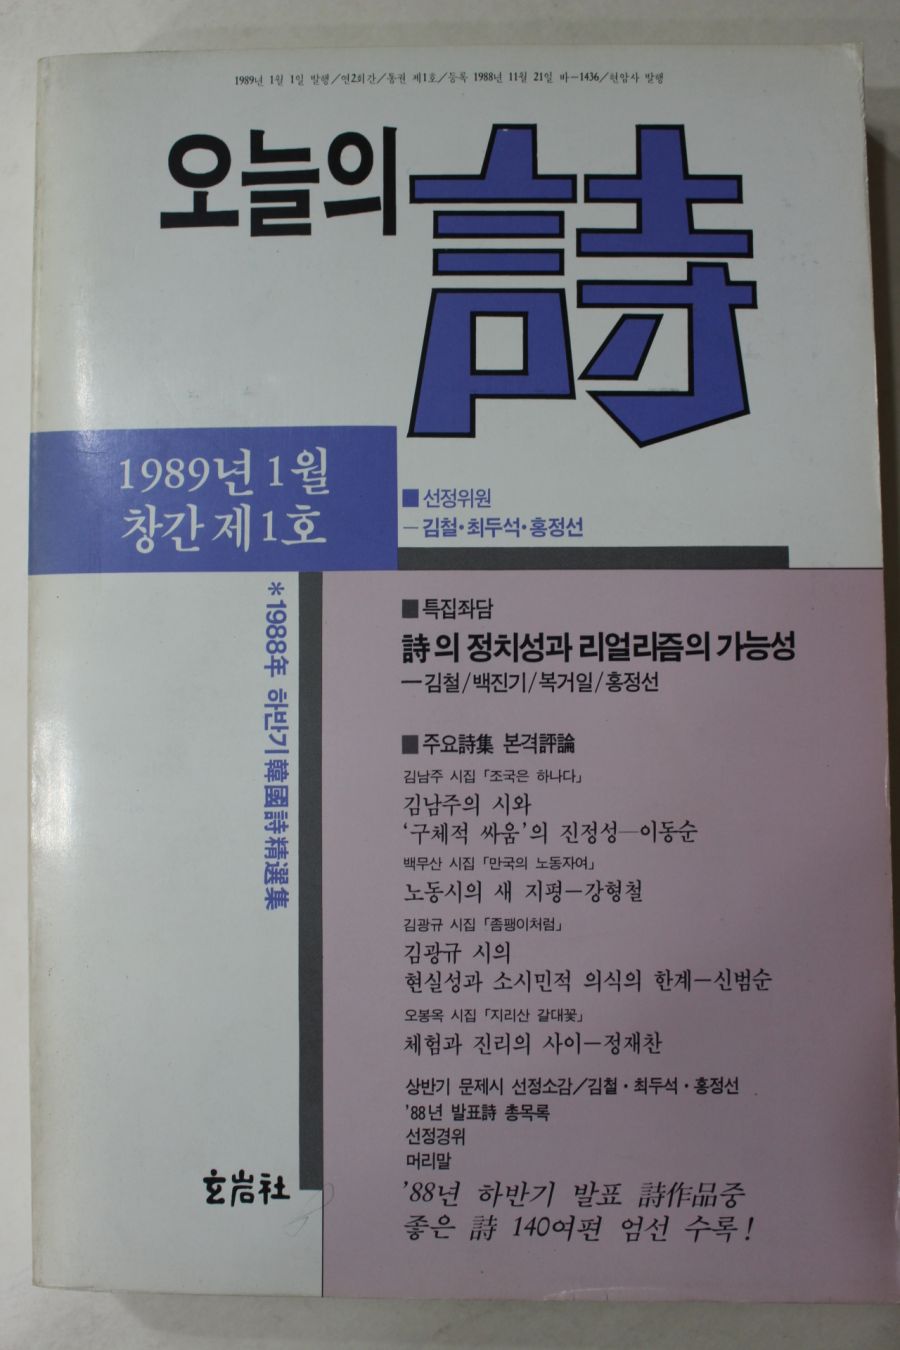 1989년 1월 1일 발행/연2회간/통권 제1호/등록 1988년 11월 21일 바-1436/현암사 발행
오늘의 詩
1989년 1월
창간 제1호
■ 선정위원
—김철·최두석·홍정선
*1988年 하반기 韓國詩精選集
■ 특집좌담
詩의 정치성과 리얼리즘의 가능성
—김철/백진기/복거일/홍정선
■ 주요詩集 본격評論
김남주 시집 「조국은 하나다」
김남주의 시와
‘구체적 싸움’의 진정성—이동순
백무산 시집 「만국의 노동자여」
노동시의 새 지평—강형철
김광규 시집 「좀팽이처럼」
김광규 시의
현실성과 소시민적 의식의 한계—신범순
오봉옥 시집 「지리산 갈대꽃」
체험과 진리의 사이—정재찬
상반기 문제시 선정소감/김철·최두석·홍정선
’88년 발표詩 총목록
선정경위
머리말
’88년 하반기 발표 詩作品중
좋은 詩 140여편 엄선 수록!
玄岩社